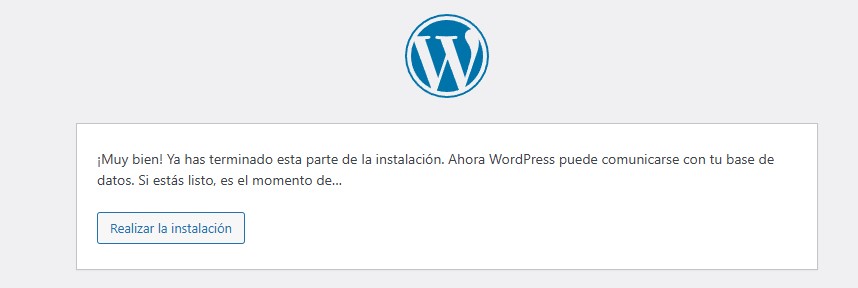 ¡Muy bien! Ya has terminado esta parte de la instalación. Ahora WordPress puede comunicarse con tu base de
datos. Si estás listo, es el momento de…
Realizar la instalación